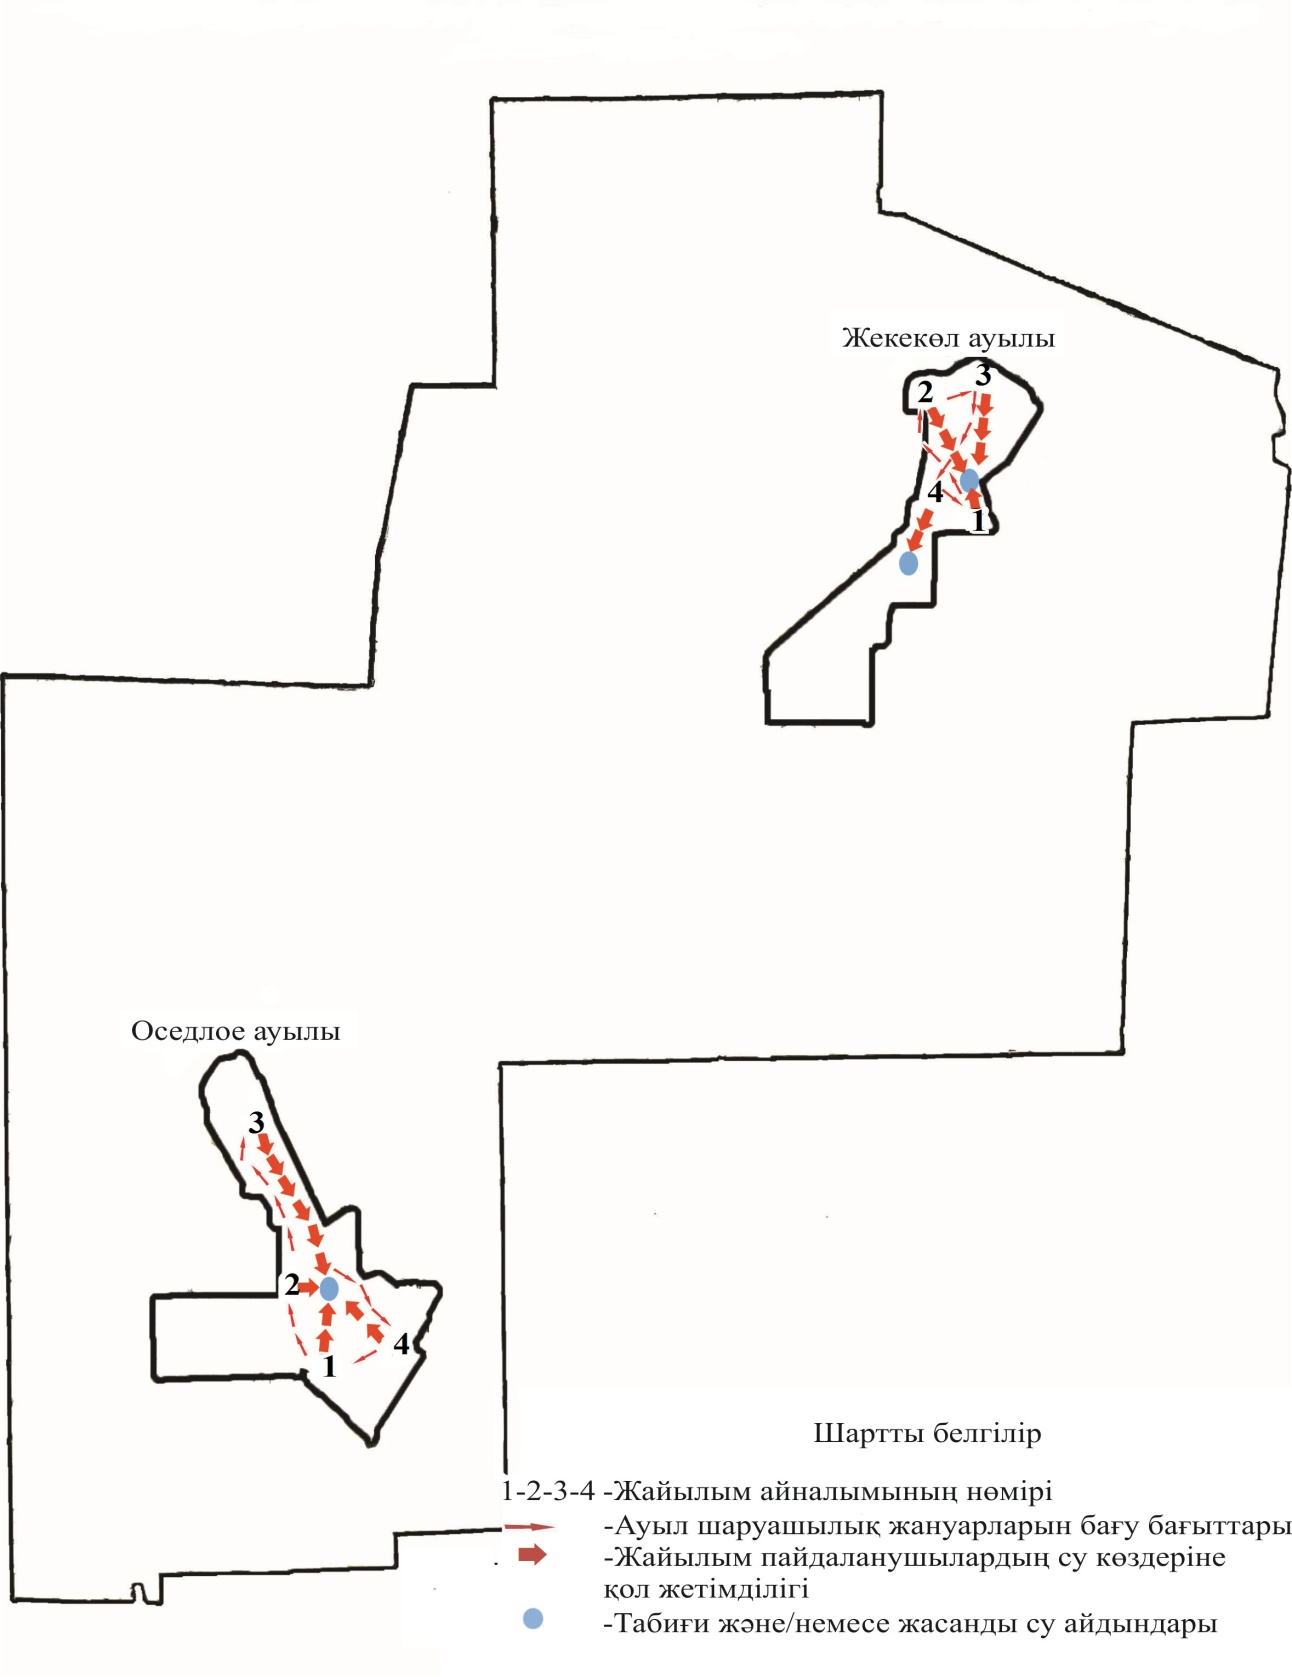 Жекекөл ауылы
2
3
4
1
Оседлое ауылы
3
2
4
1
Шартты белгілір
1-2-3-4 -Жайылым айналымының нөмірі
-Ауыл шаруашылық жануарларын бағу бағыттары
-Жайылым пайдаланушылардың су көздеріне
қол жетімділігі
-Табиғи және/немесе жасанды су айдындары